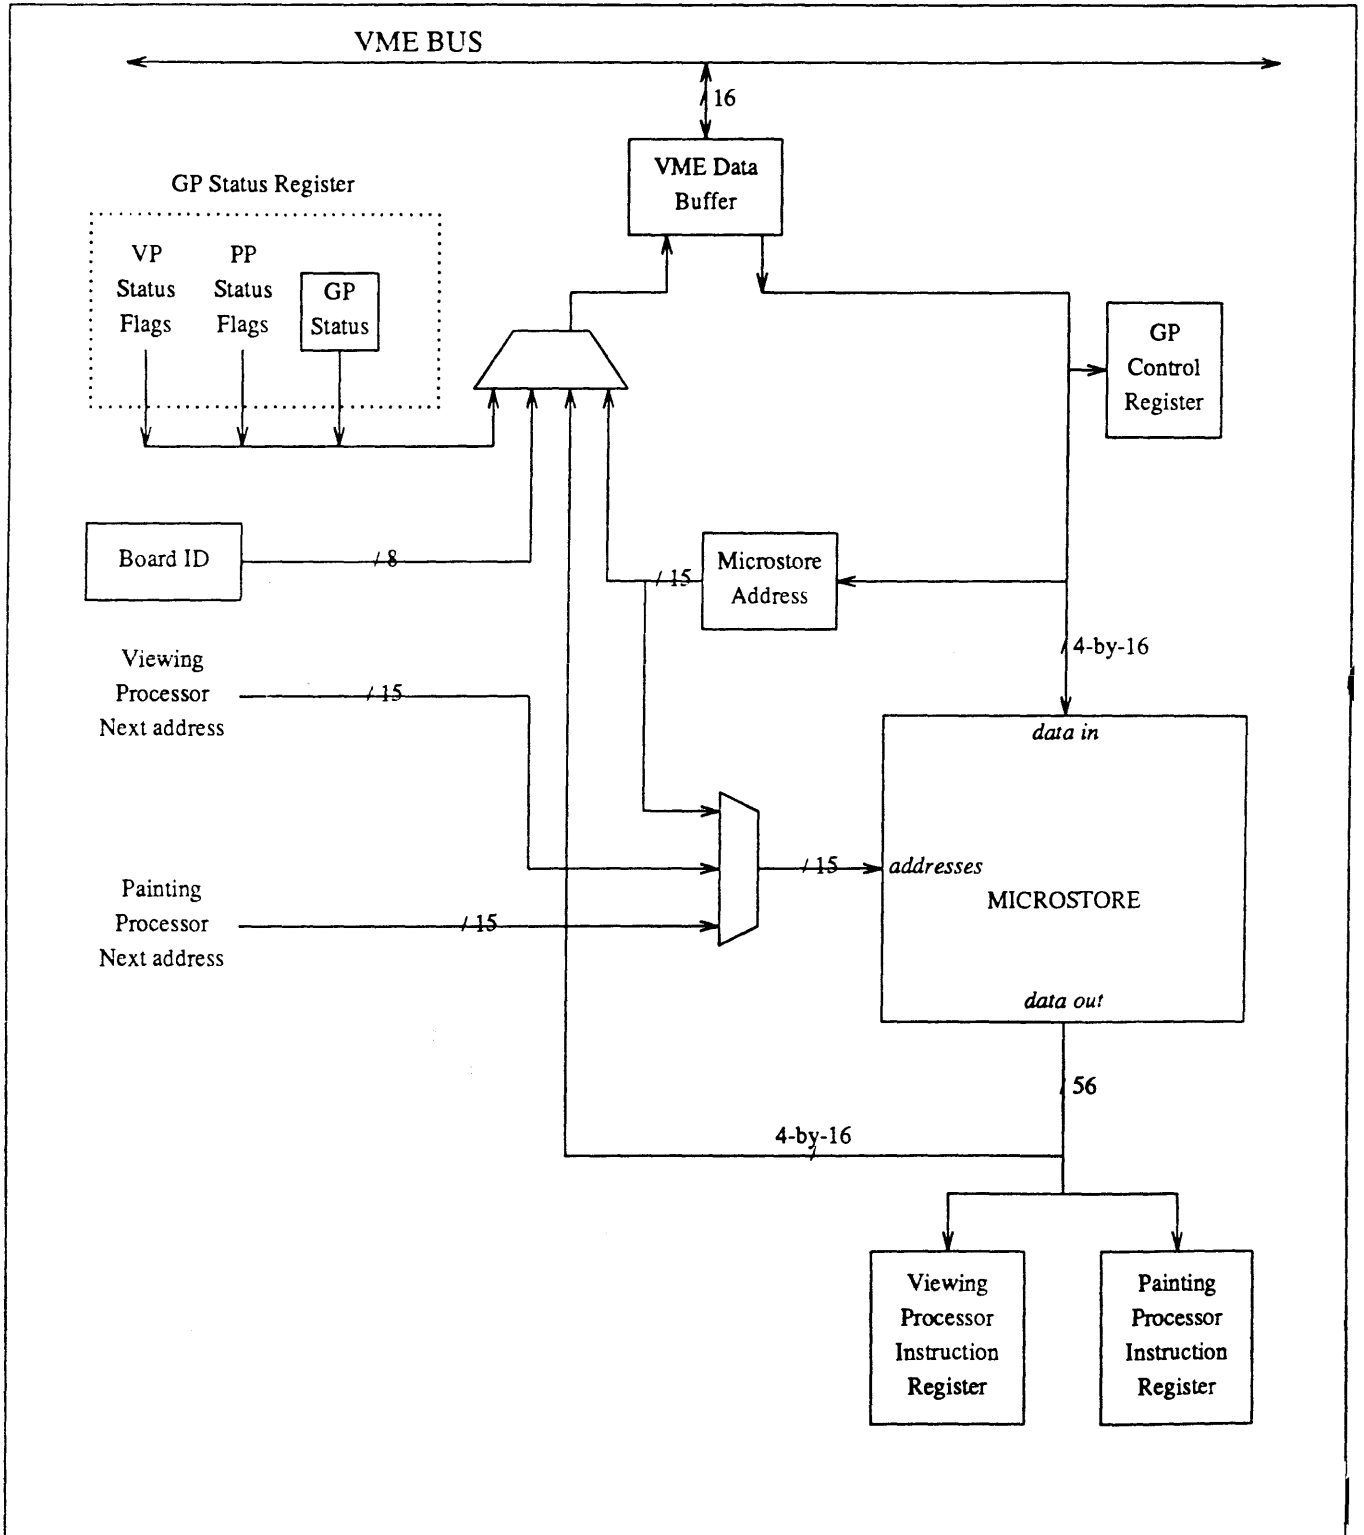 VME BUS
16
VME Data
Buffer
GP Status Register
VP
Status
Flags
PP
Status
Flags
GP
Status
GP
Control
Register
Board ID
8
Microstore
Address
15
4-by-16
Viewing
Processor
Next address
15
data in
addresses
15
MICROSTORE
Painting
Processor
Next address
15
data out
56
4-by-16
Viewing
Processor
Instruction
Register
Painting
Processor
Instruction
Register